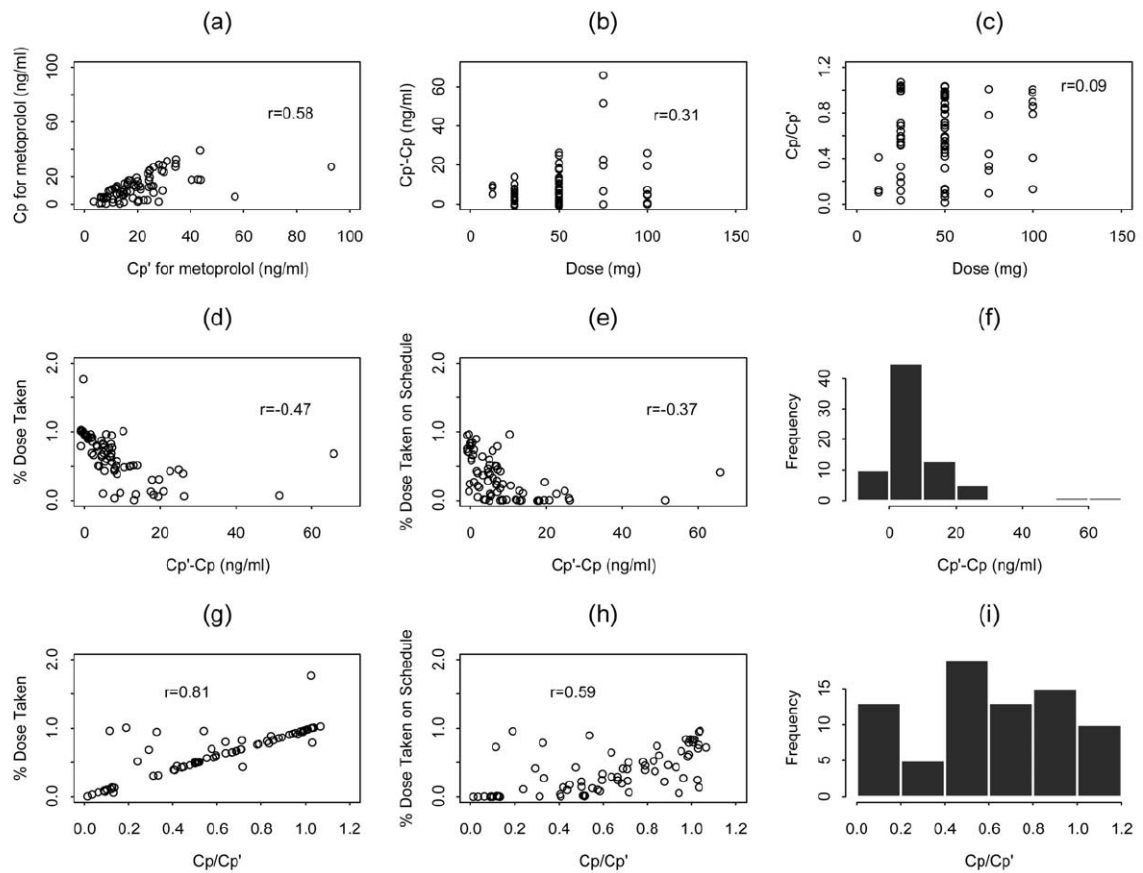 (a)
(b)
(c)
Cp for metoprolol (ng/ml)
0 20 60 100
r=0.58
0 20 40 60 80 100
Cp' for metoprolol (ng/ml)
Cp'-Cp (ng/ml)
0 20 40 60
r=0.31
0 50 100 150
Dose (mg)
Cp/Cp'
0.0 0.4 0.8 1.2
r=0.09
0 50 100 150
Dose (mg)
(d)
(e)
(f)
% Dose Taken
0.0 1.0 2.0
r=-0.47
0 20 40 60
Cp'-Cp (ng/ml)
% Dose Taken on Schedule
0.0 1.0 2.0
r=-0.37
0 20 40 60
Cp'-Cp (ng/ml)
Frequency
0 10 20 30 40
0 20 40 60
Cp'-Cp (ng/ml)
(g)
(h)
(i)
% Dose Taken
0.0 1.0 2.0
r=0.81
0.0 0.2 0.4 0.6 0.8 1.0 1.2
Cp/Cp'
% Dose Taken on Schedule
0.0 1.0 2.0
r=0.59
0.0 0.2 0.4 0.6 0.8 1.0 1.2
Cp/Cp'
Frequency
0 5 10 15
0.0 0.2 0.4 0.6 0.8 1.0 1.2
Cp/Cp'